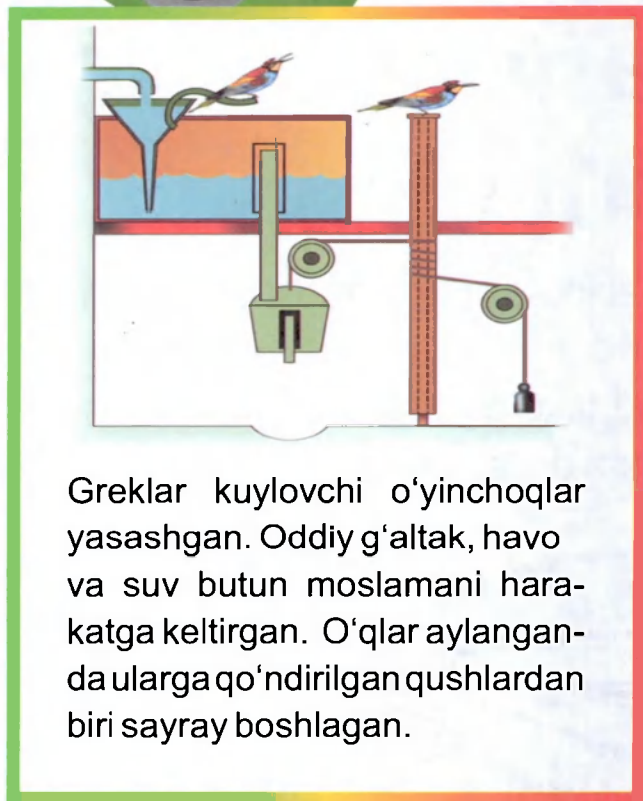 Greklar kuylovchi o‘yinchoqlar
yasashgan. Oddiy g‘altak, havo
va suv butun moslamani hara-
katga keltirgan. O‘qlar aylangan-
da ularga qo‘ndirilgan qushlardan
biri sayray boshlagan.